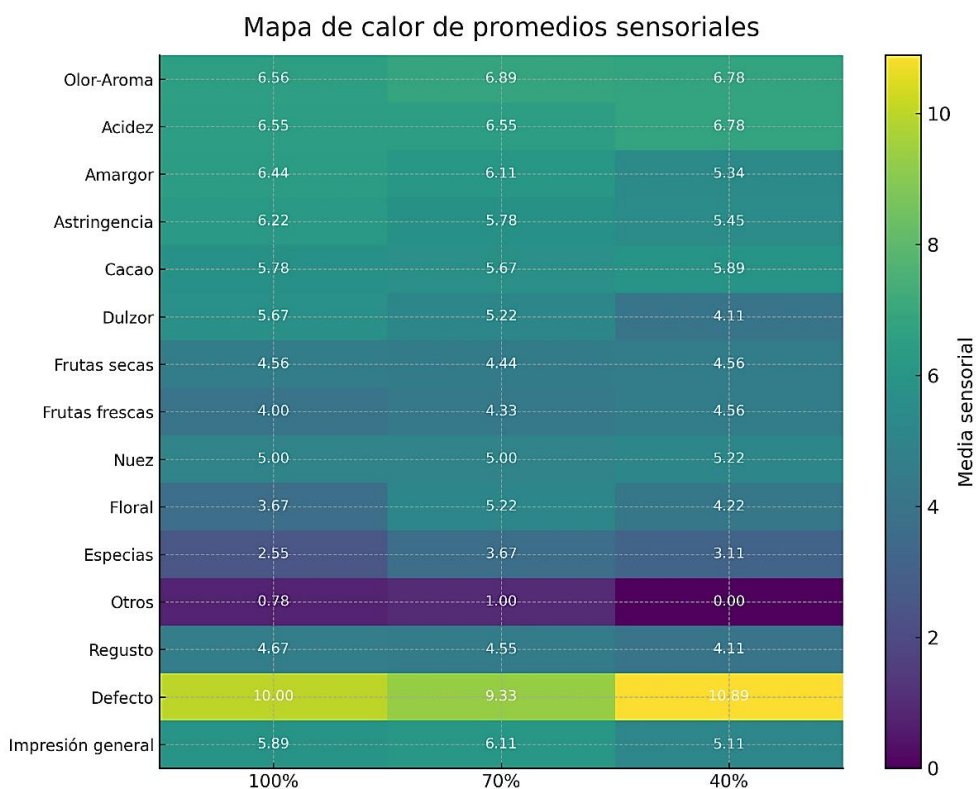 Mapa de calor de promedios sensoriales
Olor-Aroma 6.56 6.89 6.78
Acidez 6.55 6.55 6.78
Amargor 6.44 6.11 5.34
Astringencia 6.22 5.78 5.45
Cacao 5.78 5.67 5.89
Dulzor 5.67 5.22 4.11
Frutas secas 4.56 4.44 4.56
Frutas frescas 4.00 4.33 4.56
Nuez 5.00 5.00 5.22
Floral 3.67 5.22 4.22
Especias 2.55 3.67 3.11
Otros 0.78 1.00 0.00
Regusto 4.67 4.55 4.11
Defecto 10.00 9.33 10.89
Impresión general 5.89 6.11 5.11
100% 70% 40%
10
8
6
4
2
0
Media sensorial